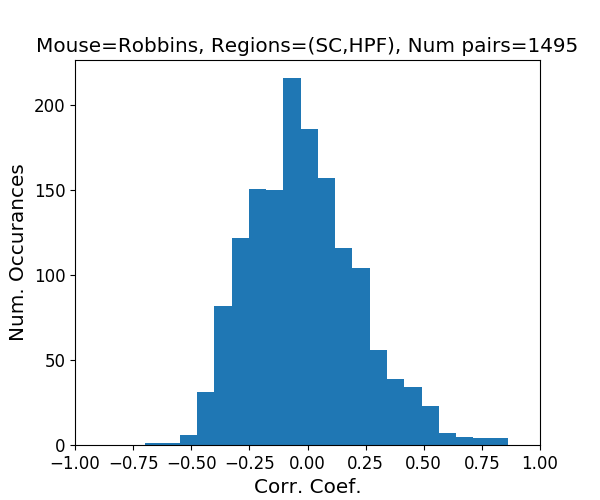 Mouse=Robbins, Regions=(SC,HPF), Num pairs=1495
200
150
100
50
0
Num. Occurances
−1.00 −0.75 −0.50 −0.25 0.00 0.25 0.50 0.75 1.00
Corr. Coef.